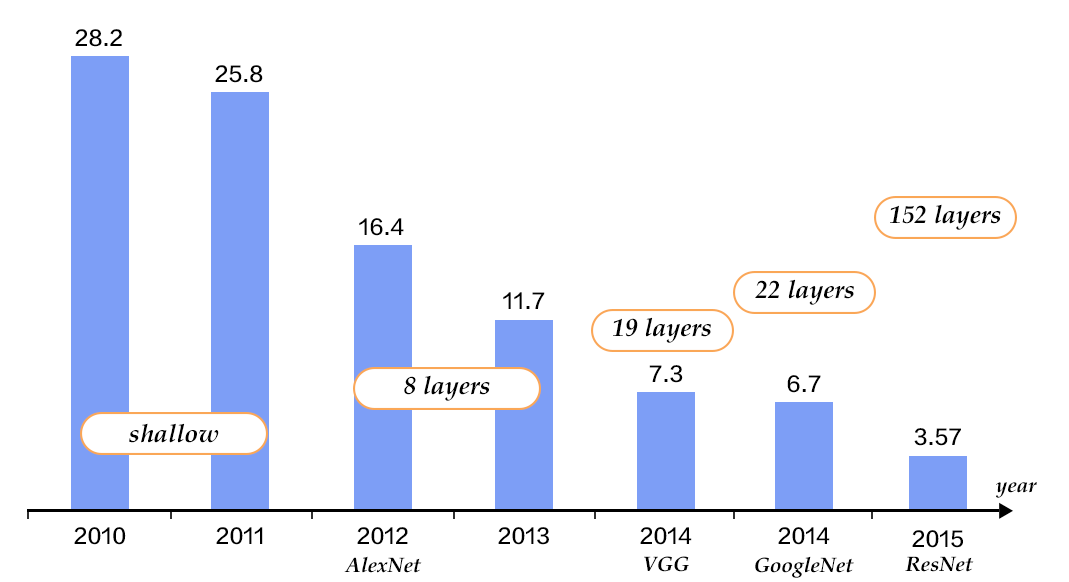 28.2
25.8
16.4
11.7
7.3
6.7
3.57
shallow
8 layers
19 layers
22 layers
152 layers
year
2010
2011
2012
2013
2014
2014
2015
AlexNet
VGG
GoogleNet
ResNet